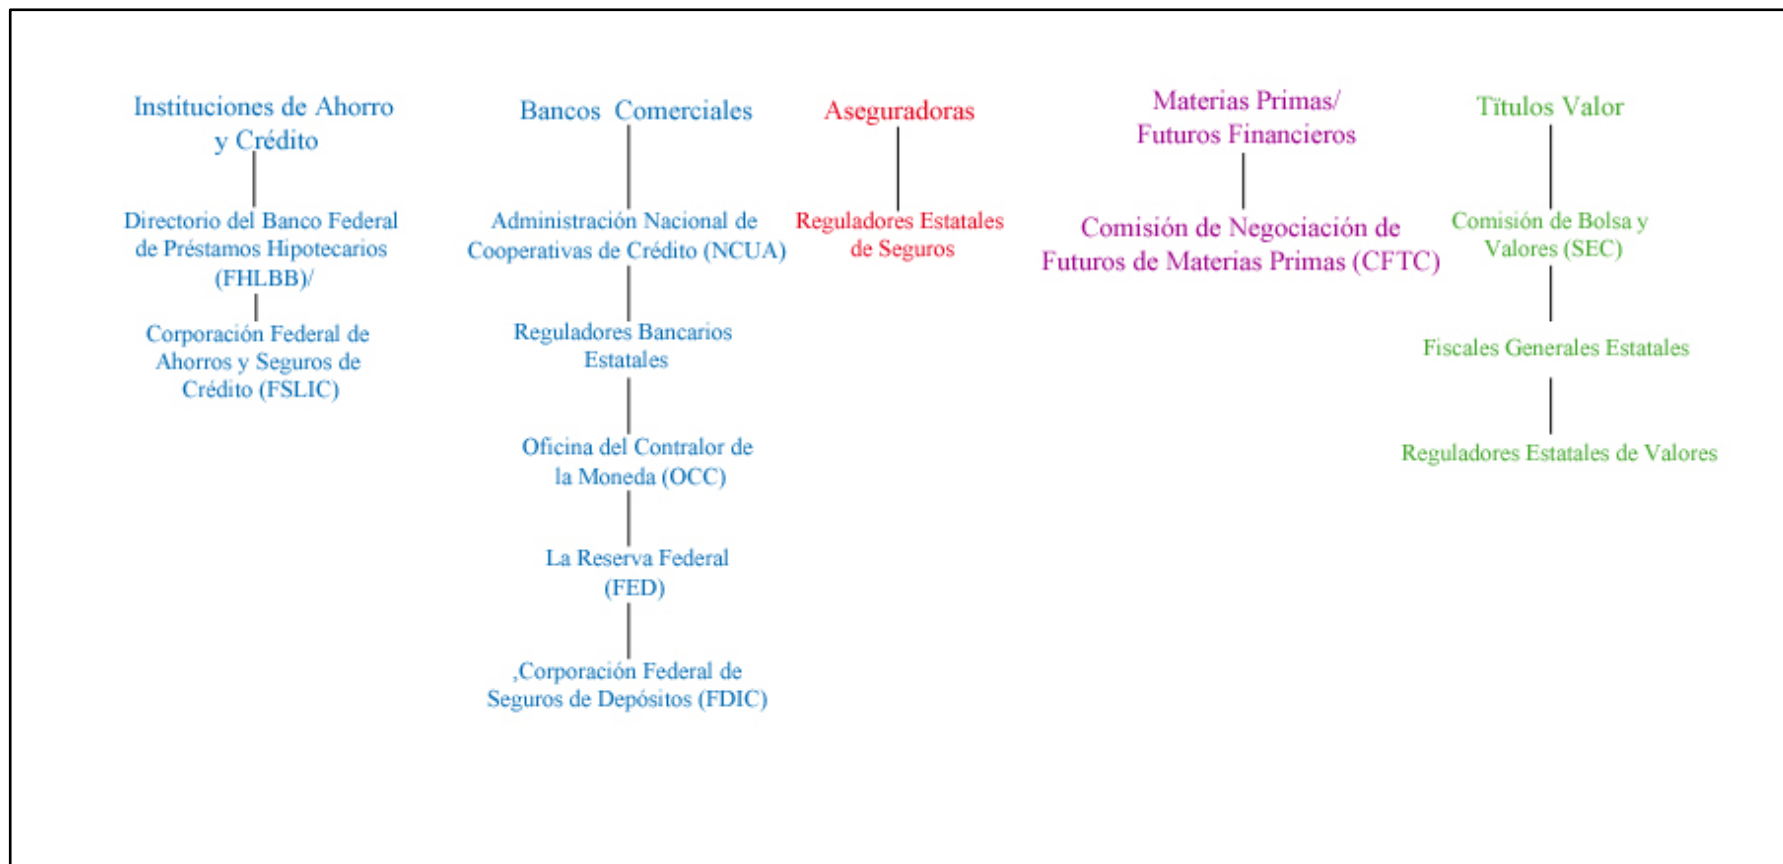 Instituciones de Ahorro
y Crédito
Directorio del Banco Federal
de Préstamos Hipotecarios
(FHLBB)/
Corporación Federal de
Ahorros y Seguros de
Crédito (FSLIC)
Bancos Comerciales
Administración Nacional de
Cooperativas de Crédito (NCUA)
Reguladores Bancarios
Estatales
Oficina del Contralor de
la Moneda (OCC)
La Reserva Federal
(FED)
,Corporación Federal de
Seguros de Depósitos (FDIC)
Aseguradoras
Reguladores Estatales
de Seguros
Materias Primas/
Futuros Financieros
Comisión de Negociación de
Futuros de Materias Primas (CFTC)
Tïtulos Valor
Comisión de Bolsa y
Valores (SEC)
Fiscales Generales Estatales
Reguladores Estatales de Valores